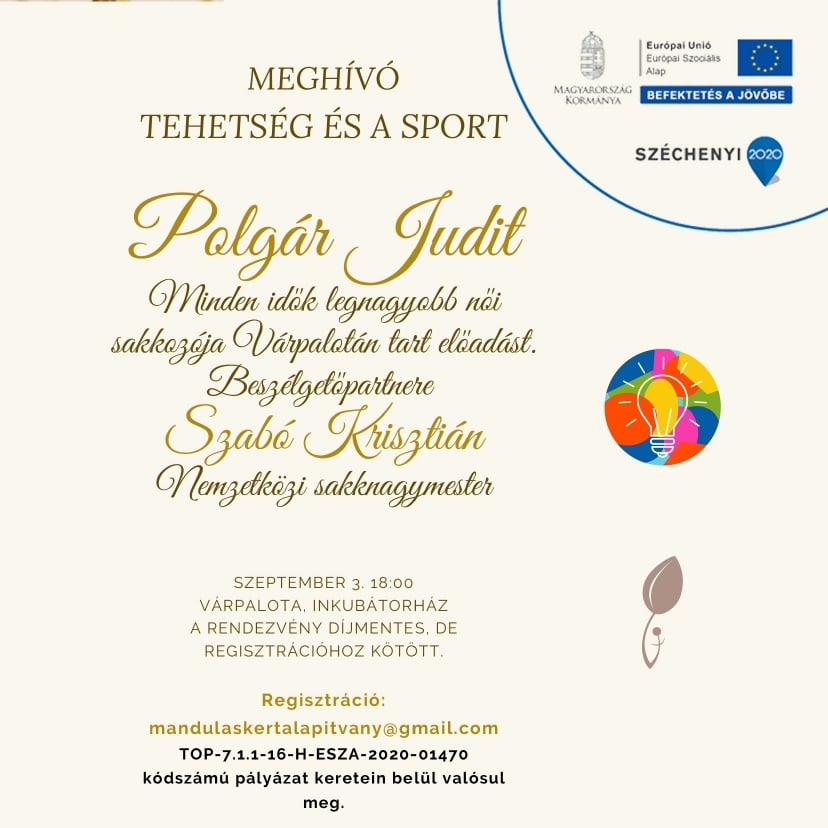 MEGHÍVÓ
TEHETSÉG ÉS A SPORT
MAGYARORSZÁG
KORMÁNYA
Európai Unió
Európai Szociális
Alap
BEFEKTETÉS A JÖVŐBE
SZÉCHENYI 2020
Polgár Judit
Minden idők legnagyobb női
sakkozója Várpalotán tart előadást.
Beszélgetőpartnere
Szabó Krisztián
Nemzetközi sakknagymester
SZEPTEMBER 3. 18:00
VÁRPALOTA, INKUBÁTORHÁZ
A RENDEZVÉNY DÍJMENTES, DE
REGISZTRÁCIÓHOZ KÖTÖTT.
Regisztráció:
mandulaskertalapitvany@gmail.com
TOP-7.1.1-16-H-ESZA-2020-01470
kódszámú pályázat keretein belül valósul
meg.